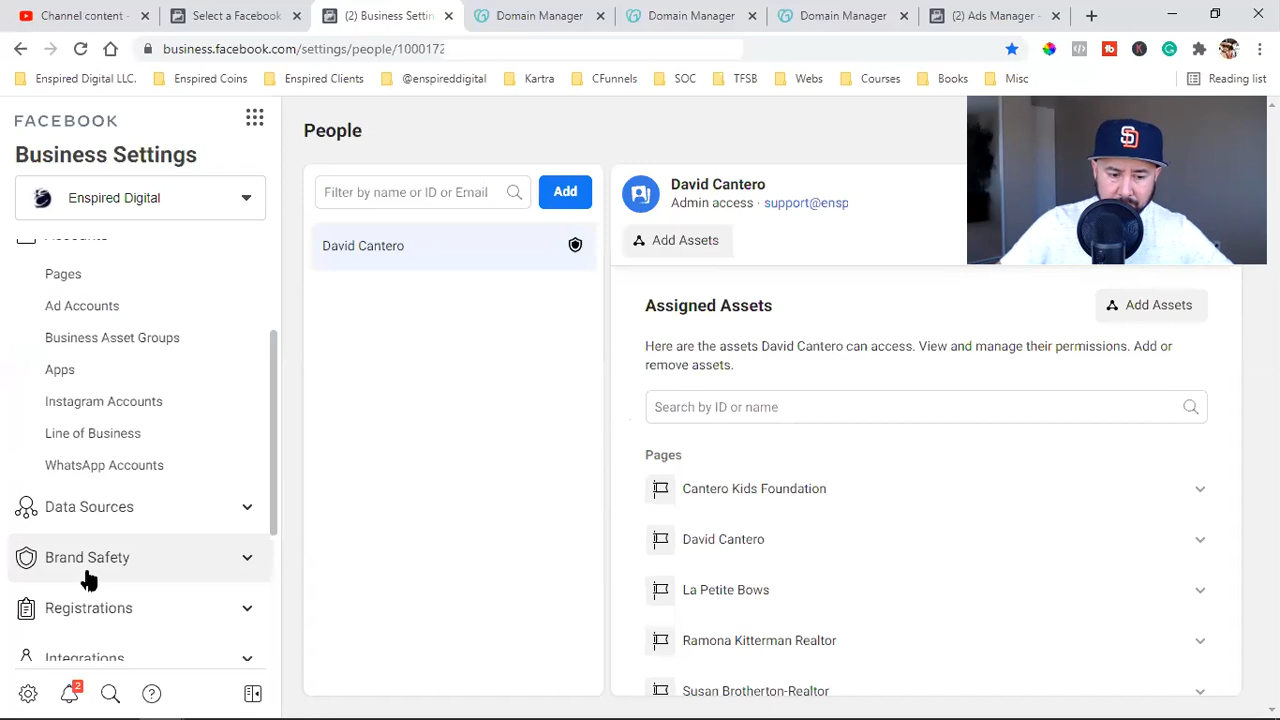 Channel content -
Select a Facebook
(2) Business Settin
Domain Manager
Domain Manager
Domain Manager
(2) Ads Manager -
business.facebook.com/settings/people/1000172
Enspired Digital LLC.
Enspired Coins
Enspired Clients
@enspireddigital
Kartra
CFunnels
SOC
TFSB
Webs
Courses
Books
Misc
Reading list
FACEBOOK
Business Settings
Enspired Digital
Accounts
Pages
Ad Accounts
Business Asset Groups
Apps
Instagram Accounts
Line of Business
WhatsApp Accounts
Data Sources
Brand Safety
Registrations
Integrations
2
People
Filter by name or ID or Email
Add
David Cantero
David Cantero
Admin access · support@ensp
Add Assets
Assigned Assets
Add Assets
Here are the assets David Cantero can access. View and manage their permissions. Add or
remove assets.
Search by ID or name
Pages
Cantero Kids Foundation
David Cantero
La Petite Bows
Ramona Kitterman Realtor
Susan Brotherton-Realtor
SD